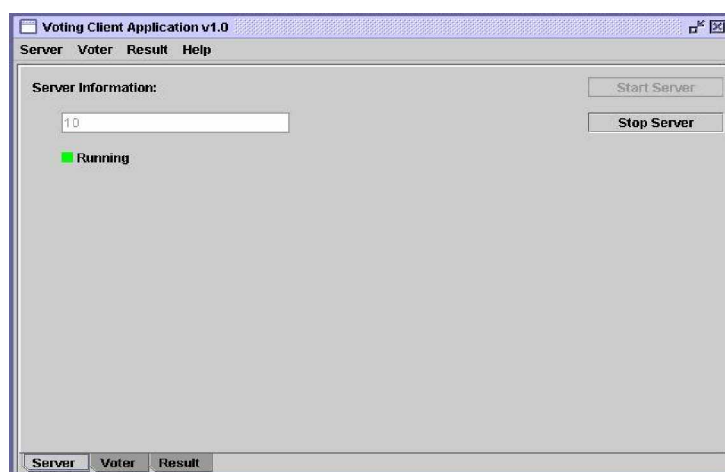 Voting Client Application v1.0
Server Voter Result Help
Server Information:
Start Server
10
Stop Server
Running
Server Voter Result